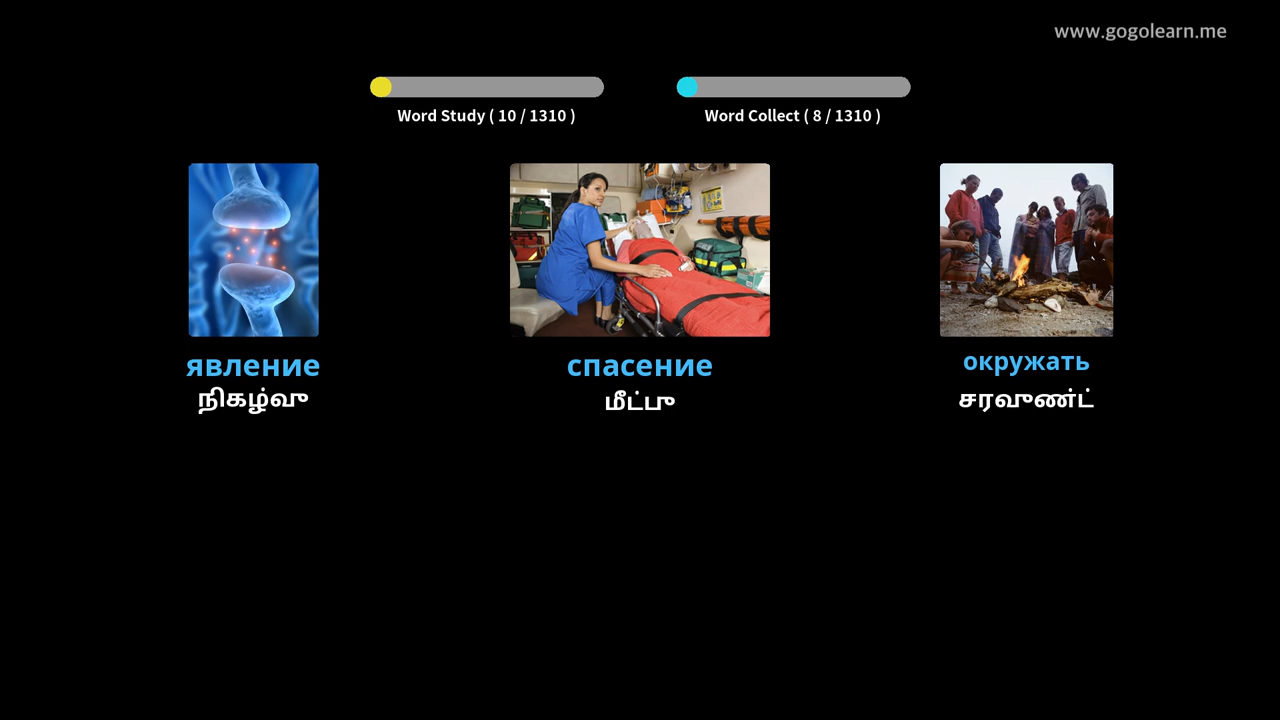 www.gogolearn.me
Word Study ( 10 / 1310 )
Word Collect ( 8 / 1310 )
явление
спасение
окружать
நிகழ்வு
மீட்பு
சரவுண்ட்